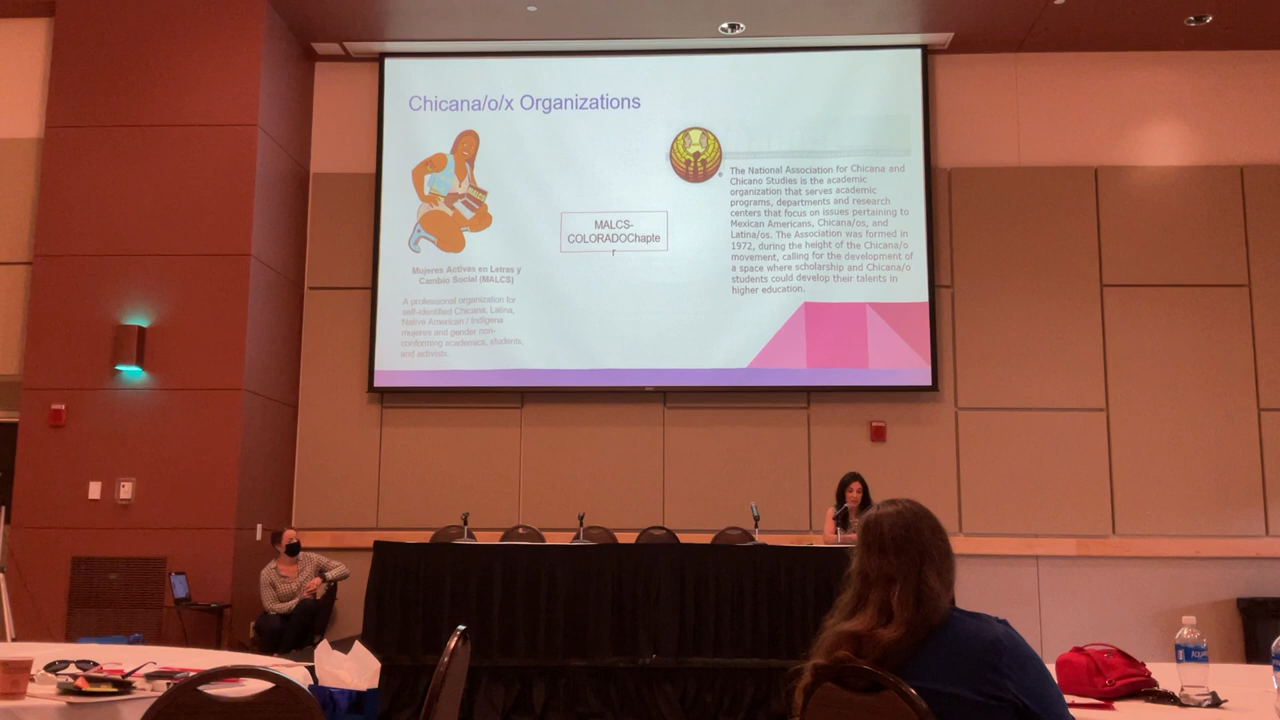 Chicana/o/x Organizations
Mujeres Activas en Letras y
Cambio Social (MALCS)
A professional organization for
self-identified Chicana, Latina,
Native American / Indígena
mujeres and gender non-
conforming academics, students,
and activists.
MALCS-
COLORADOChapte
r
The National Association for Chicana and
Chicano Studies is the academic
organization that serves academic
programs, departments and research
centers that focus on issues pertaining to
Mexican Americans, Chicana/os, and
Latina/os. The Association was formed in
1972, during the height of the Chicana/o
movement, calling for the development of
a space where scholarship and Chicana/o
students could develop their talents in
higher education.